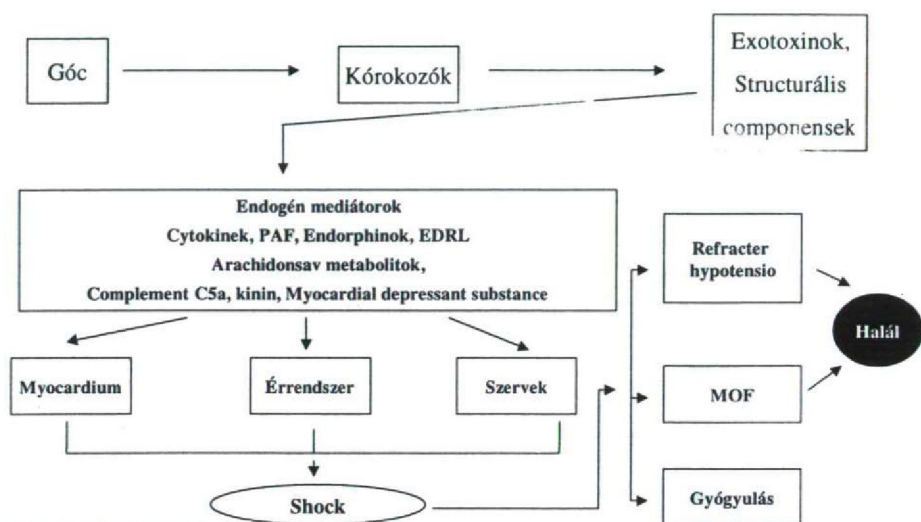 Góc
Kórokozók
Exotoxinok,
Structurális
componensek
Endogén mediátorok
Cytokinek, PAF, Endorphinok, EDRL
Arachidonsav metabolitok,
Complement C5a, kinin, Myocardial depressant substance
Myocardium
Érrendszer
Szervek
Shock
Refracter
hypotensio
MOF
Gyógyulás
Halál